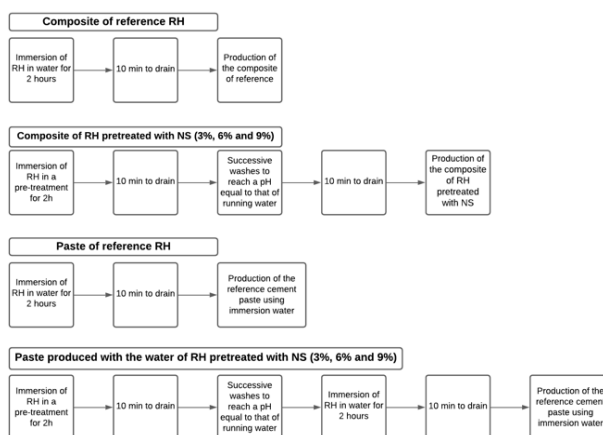 Composite of reference RH
Immersion of
RH in water for
2 hours
10 min to drain
Production of
the composite
of reference
Composite of RH pretreated with NS (3%, 6% and 9%)
Immersion of
RH in a
pre-treatment
for 2h
10 min to drain
Successive
washes to
reach a pH
equal to that of
running water
10 min to drain
Production of
the composite
of RH
pretreated
with NS
Paste of reference RH
Immersion of
RH in water for
2 hours
10 min to drain
Production of the
reference cement
paste using
immersion water
Paste produced with the water of RH pretreated with NS (3%, 6% and 9%)
Immersion of
RH in a
pre-treatment
for 2h
10 min to drain
Successive
washes to
reach a pH
equal to that of
running water
Immersion of
RH in water for
2 hours
10 min to drain
Production of the
reference cement
paste using
immersion water